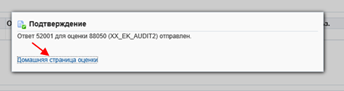 Подтверждение
Ответ 52001 для оценки 88050 (XX_EK_AUDIT2) отправлен.
Домашняя страница оценки